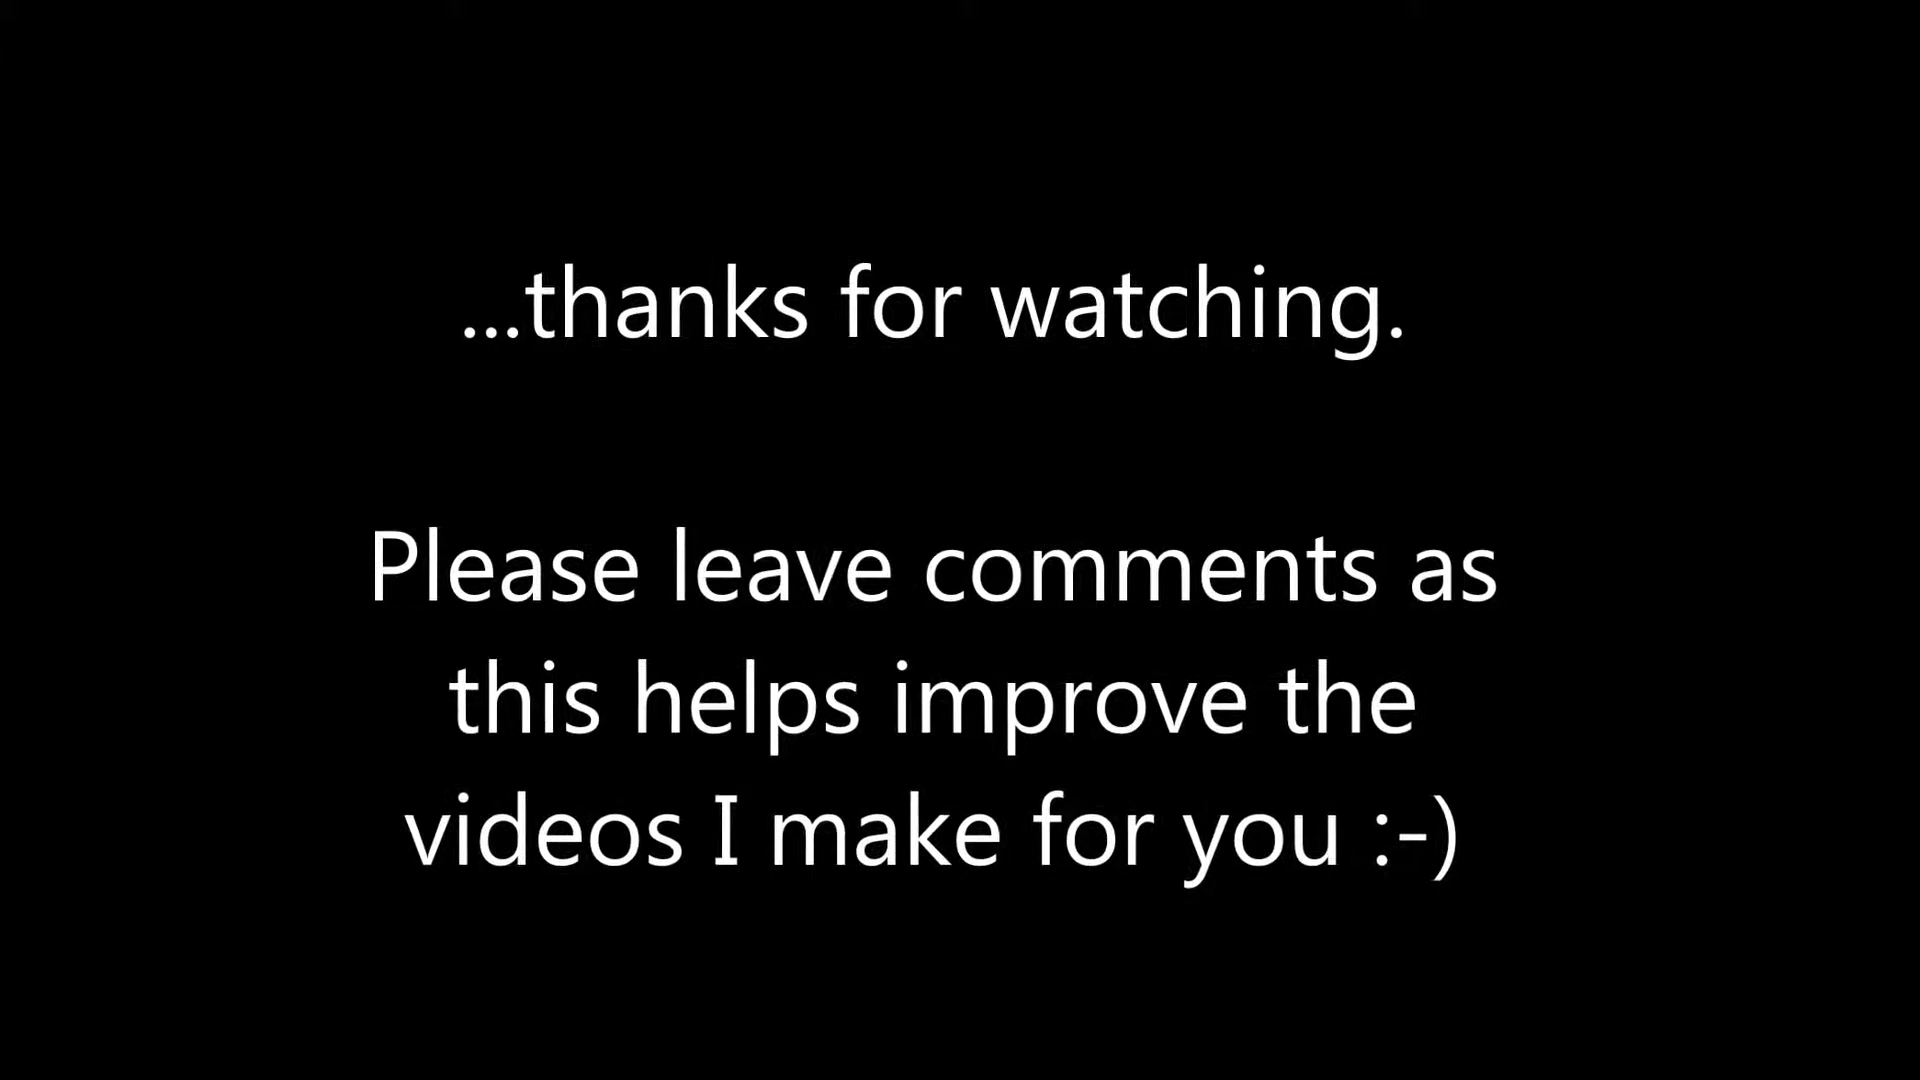 ...thanks for watching.
Please leave comments as
this helps improve the
videos I make for you :-)